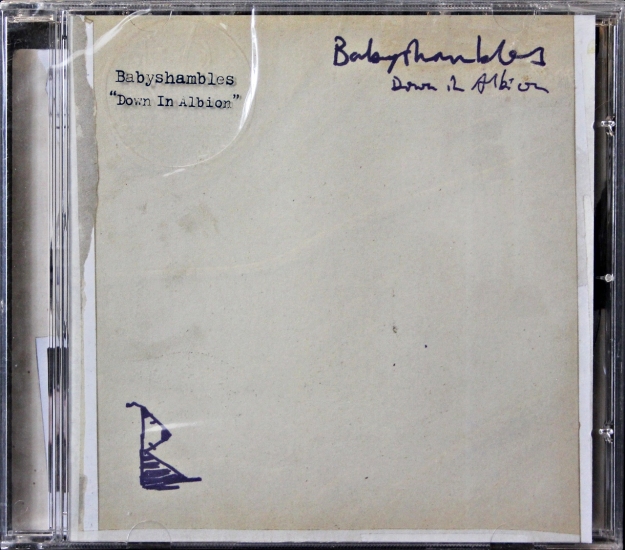 Babyshambles
Down in Albion
Babyshambles
“Down In Albion”
B